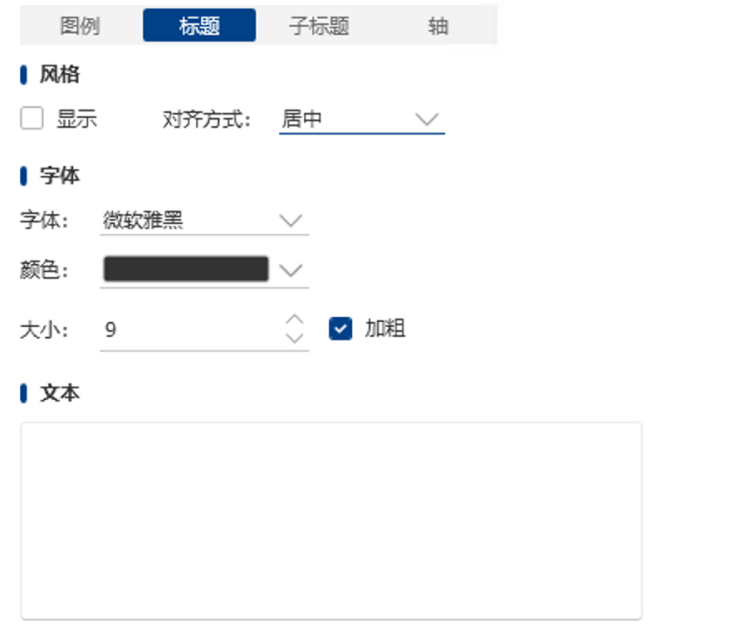 图例 标题 子标题 轴
风格
显示 对齐方式: 居中
字体
字体: 微软雅黑
颜色:
大小: 9 加粗
文本